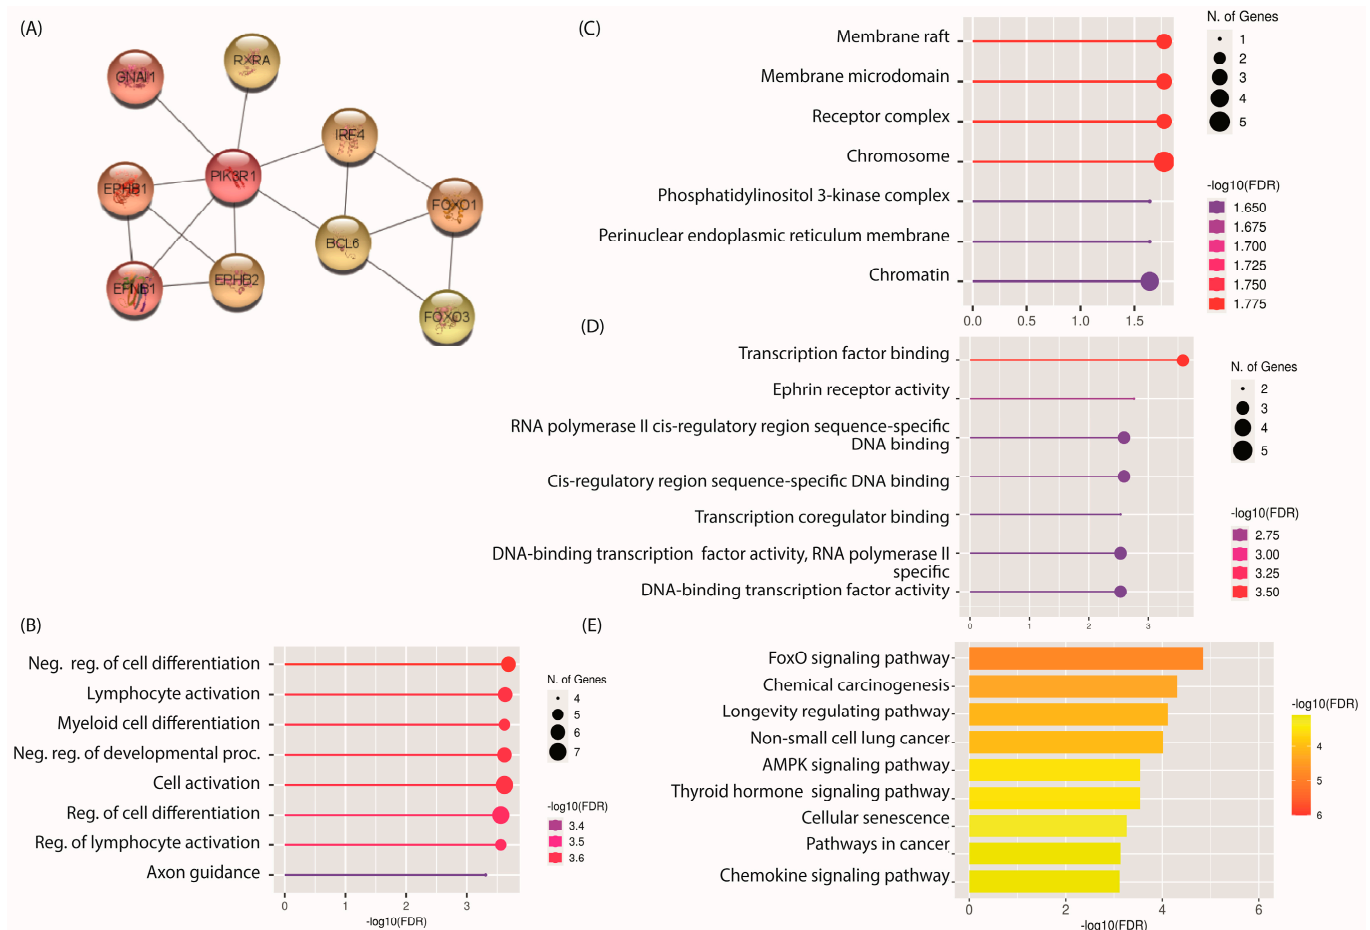 (A)
GNAI1
RXRA
IRF4
PIK3R1
EPHB1
FOXO1
BCL6
EFNB1
EPHB2
FOXO3
(C)
Membrane raft
Membrane microdomain
Receptor complex
Chromosome
Phosphatidylinositol 3-kinase complex
Perinuclear endoplasmic reticulum membrane
Chromatin
0.0 0.5 1.0 1.5
N. of Genes
1
2
3
4
5
-log10(FDR)
1.650
1.675
1.700
1.725
1.750
1.775
(D)
Transcription factor binding
Ephrin receptor activity
RNA polymerase II cis-regulatory region sequence-specific
DNA binding
Cis-regulatory region sequence-specific DNA binding
Transcription coregulator binding
DNA-binding transcription factor activity, RNA polymerase II
specific
DNA-binding transcription factor activity
0 1 2 3
N. of Genes
2
3
4
5
-log10(FDR)
2.75
3.00
3.25
3.50
(B)
Neg. reg. of cell differentiation
Lymphocyte activation
Myeloid cell differentiation
Neg. reg. of developmental proc.
Cell activation
Reg. of cell differentiation
Reg. of lymphocyte activation
Axon guidance
0 1 2 3
-log10(FDR)
N. of Genes
4
5
6
7
-log10(FDR)
3.4
3.5
3.6
(E)
FoxO signaling pathway
Chemical carcinogenesis
Longevity regulating pathway
Non-small cell lung cancer
AMPK signaling pathway
Thyroid hormone signaling pathway
Cellular senescence
Pathways in cancer
Chemokine signaling pathway
0 2 4 6
-log10(FDR)
-log10(FDR)
4
5
6